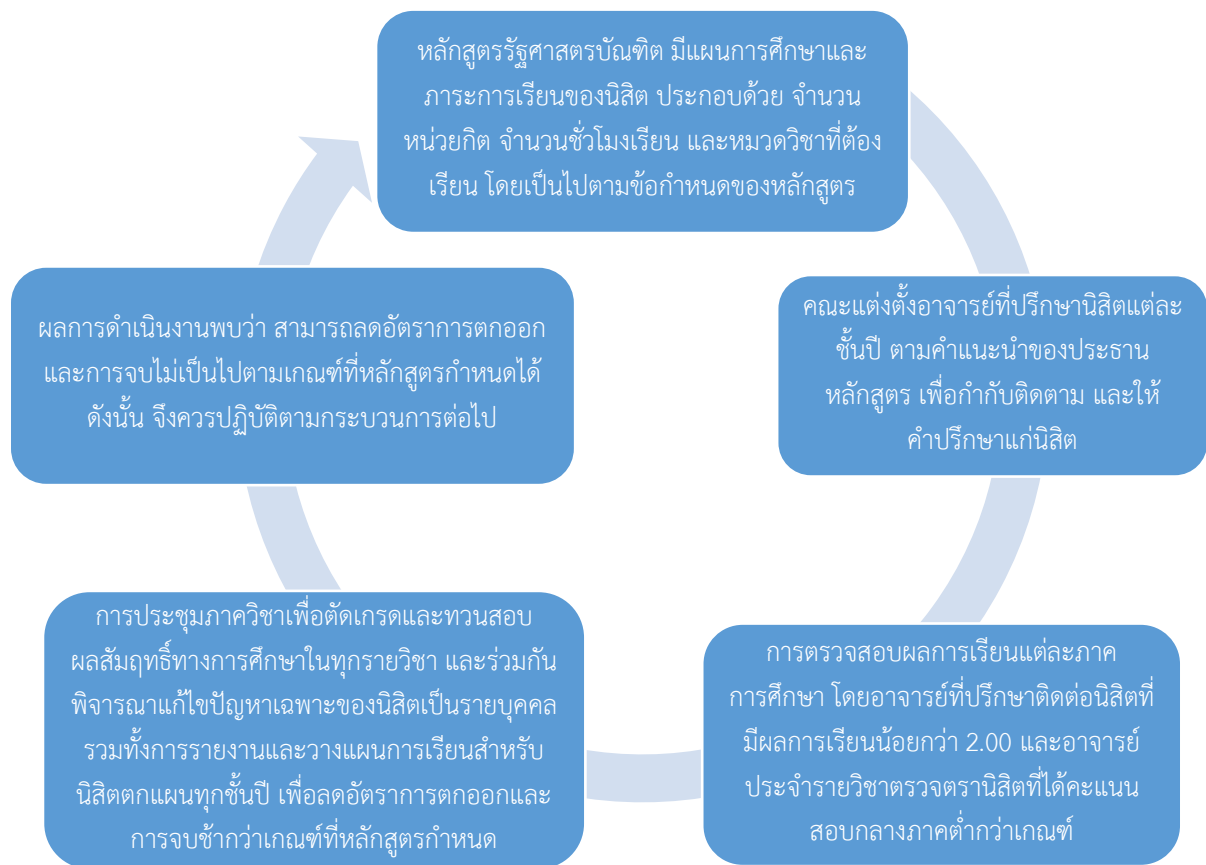 หลักสูตรรัฐศาสตรบัณฑิต มีแผนการศึกษาและ
ภาระการเรียนของนิสิต ประกอบด้วย จำนวน
หน่วยกิต จำนวนชั่วโมงเรียน และหมวดวิชาที่ต้อง
เรียน โดยเป็นไปตามข้อกำหนดของหลักสูตร
คณะแต่งตั้งอาจารย์ที่ปรึกษานิสิตแต่ละ
ชั้นปี ตามคำแนะนำของประธาน
หลักสูตร เพื่อกำกับติดตาม และให้
คำปรึกษาแก่นิสิต
การตรวจสอบผลการเรียนแต่ละภาค
การศึกษา โดยอาจารย์ที่ปรึกษาติดต่อนิสิตที่
มีผลการเรียนน้อยกว่า 2.00 และอาจารย์
ประจำรายวิชาตรวจตรานิสิตที่ได้คะแนน
สอบกลางภาคต่ำกว่าเกณฑ์
การประชุมภาควิชาเพื่อตัดเกรดและทวนสอบ
ผลสัมฤทธิ์ทางการศึกษาในทุกรายวิชา และร่วมกัน
พิจารณาแก้ไขปัญหาเฉพาะของนิสิตเป็นรายบุคคล
รวมทั้งการรายงานและวางแผนการเรียนสำหรับ
นิสิตตกแผนทุกชั้นปี เพื่อลดอัตราการตกออกและ
การจบช้ากว่าเกณฑ์ที่หลักสูตรกำหนด
ผลการดำเนินงานพบว่า สามารถลดอัตราการตกออก
และการจบไม่เป็นไปตามเกณฑ์ที่หลักสูตรกำหนดได้
ดังนั้น จึงควรปฏิบัติตามกระบวนการต่อไป